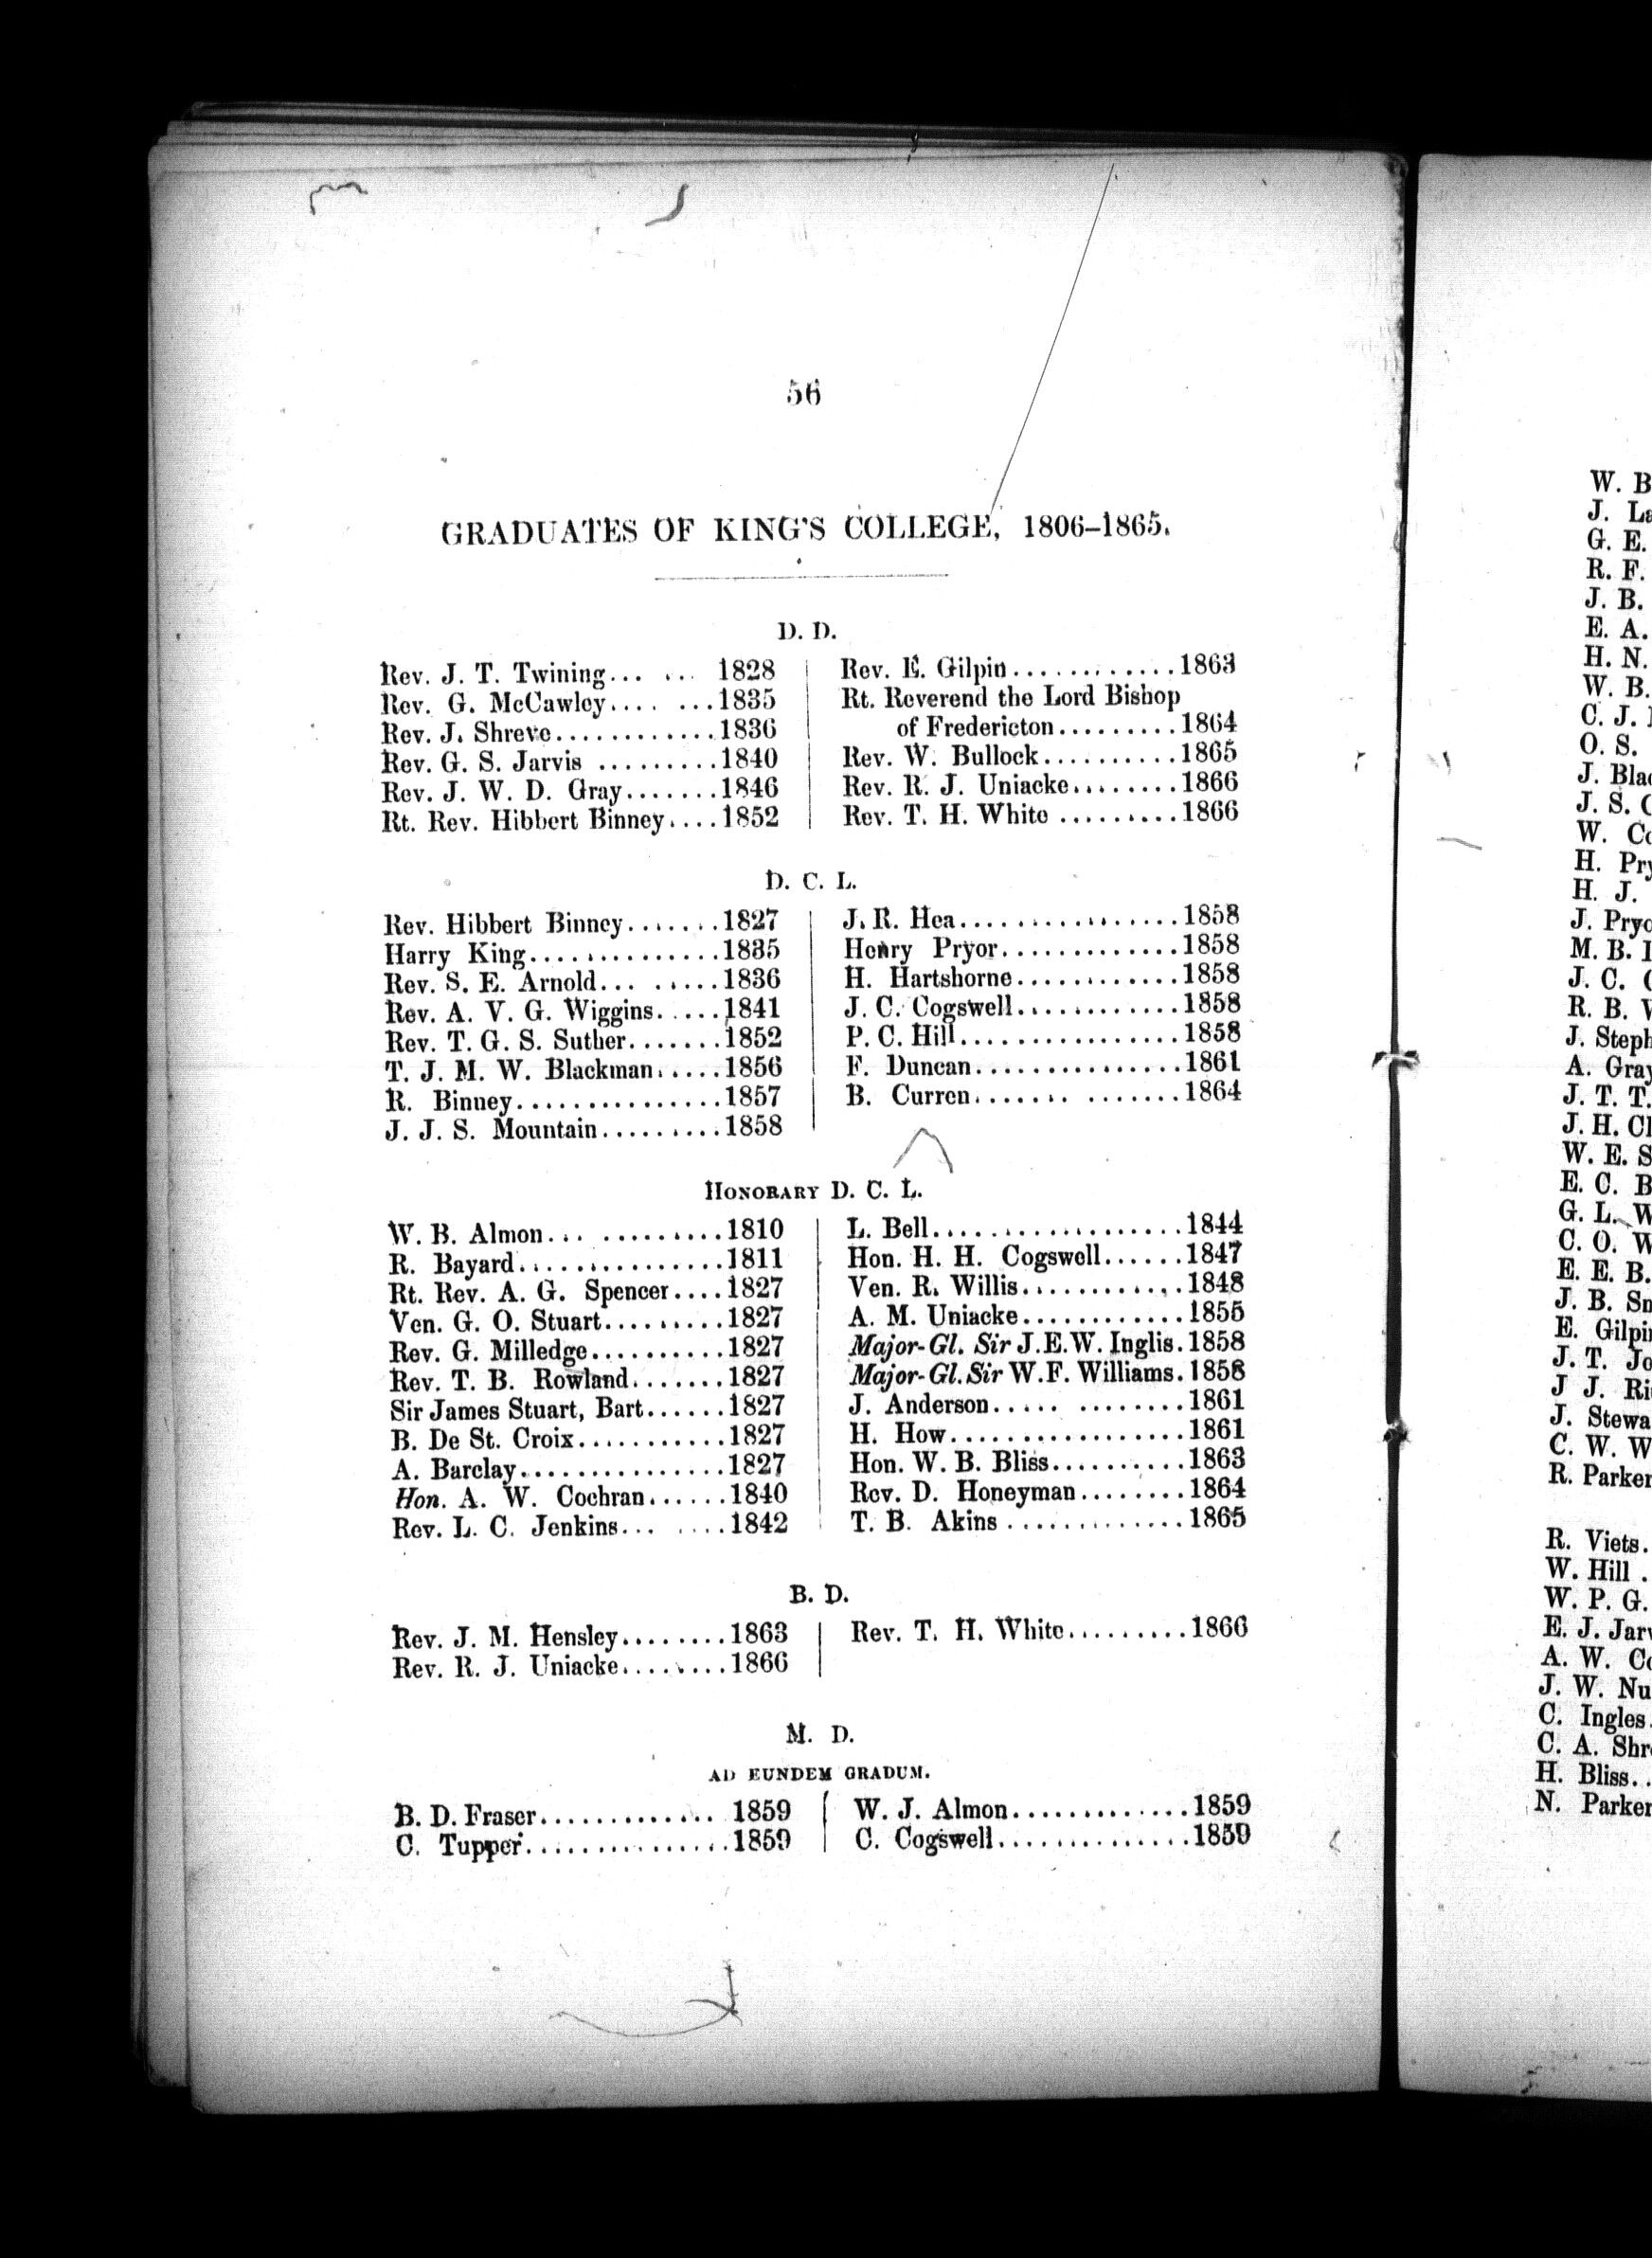 56
GRADUATES OF KING'S COLLEGE, 1806-1865.
D. D.
Rev. J. T. Twining... ... 1828
Rev. G. McCawley.... ...1835
Rev. J. Shreve............1836
Rev. G. S. Jarvis .........1840
Rev. J. W. D. Gray.......1846
Rt. Rev. Hibbert Binney....1852
Rev. E. Gilpin............1863
Rt. Reverend the Lord Bishop
of Fredericton.........1864
Rev. W. Bullock..........1865
Rev. R. J. Uniacke........1866
Rev. T. H. White .........1866
D. C. L.
Rev. Hibbert Binney.......1827
Harry King..............1835
Rev. S. E. Arnold... .....1836
Rev. A. V. G. Wiggins.....1841
Rev. T. G. S. Suther.......1852
T. J. M. W. Blackman.....1856
R. Binney...............1857
J. J. S. Mountain.........1858
J. R. Hea................1858
Henry Pryor.............1858
H. Hartshorne............1858
J. C. Cogswell............1858
P. C. Hill................1858
F. Duncan...............1861
B. Curren....... .......1864
HONORARY D. C. L.
W. B. Almon... .........1810
R. Bayard...............1811
Rt. Rev. A. G. Spencer....1827
Ven. G. O. Stuart.........1827
Rev. G. Milledge..........1827
Rev. T. B. Rowland.......1827
Sir James Stuart, Bart......1827
B. De St. Croix...........1827
A. Barclay...............1827
Hon. A. W. Cochran......1840
Rev. L. C. Jenkins... ....1842
L. Bell..................1844
Hon. H. H. Cogswell......1847
Ven. R. Willis............1848
A. M. Uniacke............1855
Major-Gl. Sir J.E.W. Inglis.1858
Major-Gl. Sir W.F. Williams.1858
J. Anderson..... ........1861
H. How.................1861
Hon. W. B. Bliss..........1863
Rev. D. Honeyman........1864
T. B. Akins .............1865
B. D.
Rev. J. M. Hensley........1863
Rev. R. J. Uniacke........1866
Rev. T. H. White.........1866
M. D.
AD EUNDEM GRADUM.
B. D. Fraser............. 1859
C. Tupper...............1859
W. J. Almon.............1859
C. Cogswell..............1859
W. B
J. La
G. E.
R. F.
J. B.
E. A.
H. N.
W. B.
C. J.
O. S.
J. Blac
J. S. C
W. Co
H. Pry
H. J.
J. Pryo
M. B.
J. C.
R. B.
J. Steph
A. Gray
J. T. T.
J. H. Cl
W. E. S
E. C. B
G. L. W
C. O. W
E. E. B.
J. B. Sn
E. Gilpi
J. T. Jo
J J. Ri
J. Stewa
C. W. W
R. Parker
R. Viets.
W. Hill .
W. P. G.
E. J. Jar
A. W. Co
J. W. Nu
C. Ingles.
C. A. Shr
H. Bliss..
N. Parker